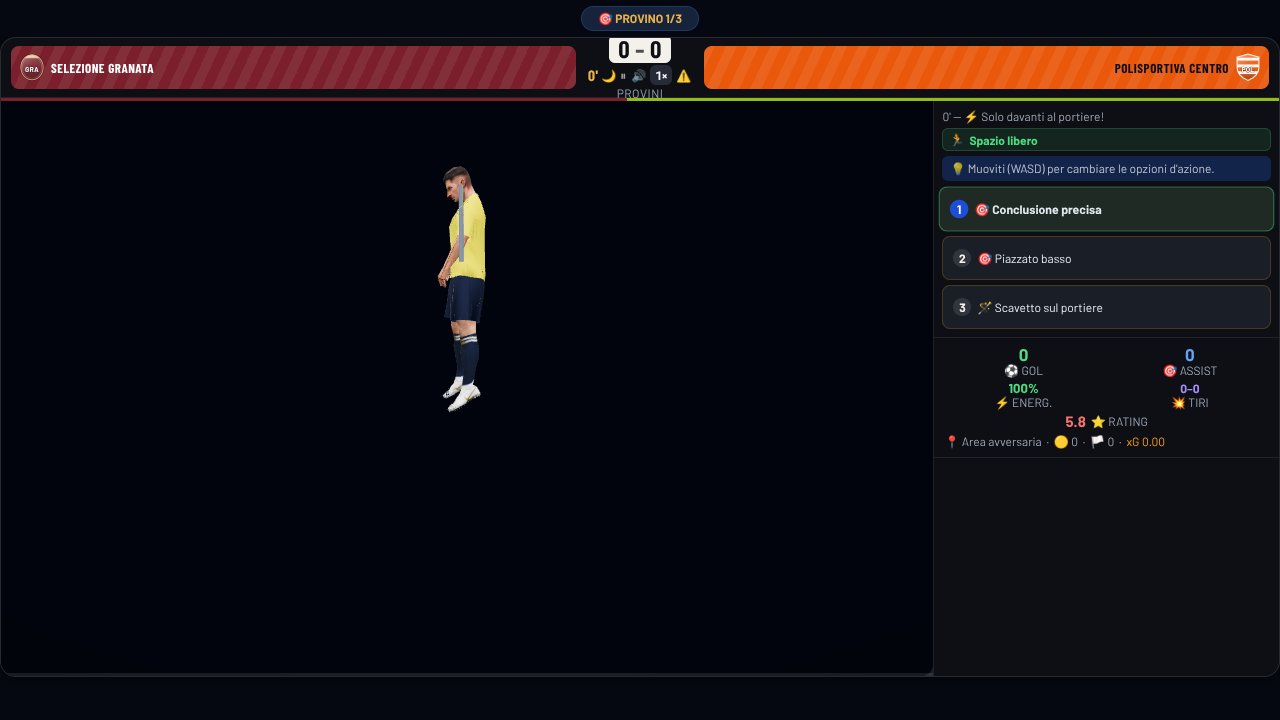 🎯 PROVINO 1/3
GRA SELEZIONE GRANATA
0 - 0
0' 🌙 ⏸ 🔊 1× ⚠️
PROVINI
POLISPORTIVA CENTRO POL
0' — ⚡ Solo davanti al portiere!
🏃 Spazio libero
💡 Muoviti (WASD) per cambiare le opzioni d'azione.
1 🎯 Conclusione precisa
2 🎯 Piazzato basso
3 🪄 Scavetto sul portiere
0 0
⚽ GOL 🎯 ASSIST
100% 0–0
⚡ ENERG. 💥 TIRI
5.8 ⭐ RATING
📍 Area avversaria · 🟡 0 · 🏳️ 0 · xG 0.00